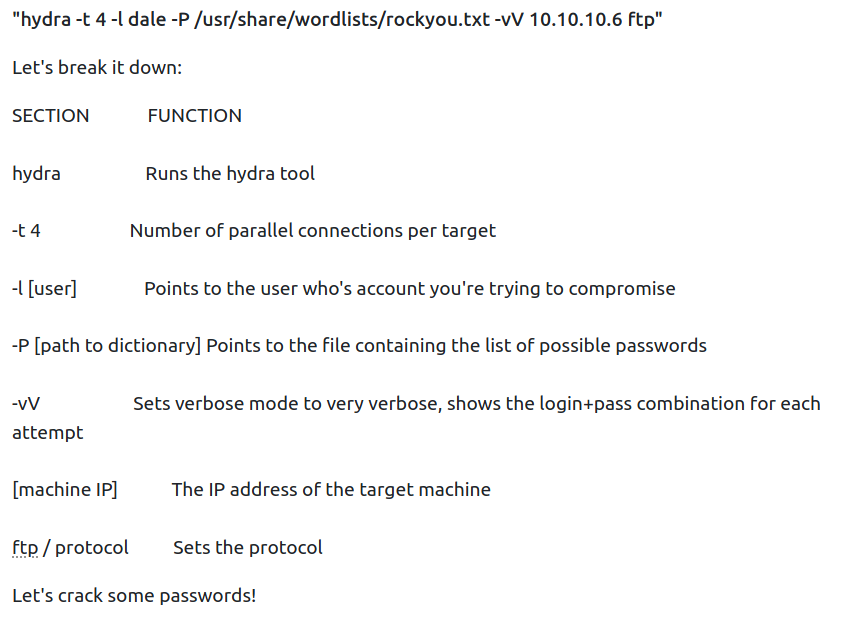 "hydra -t 4 -l dale -P /usr/share/wordlists/rockyou.txt -vV 10.10.10.6 ftp"
Let's break it down:
SECTION FUNCTION
hydra Runs the hydra tool
-t 4 Number of parallel connections per target
-l [user] Points to the user who's account you're trying to compromise
-P [path to dictionary] Points to the file containing the list of possible passwords
-vV Sets verbose mode to very verbose, shows the login+pass combination for each
attempt
[machine IP] The IP address of the target machine
ftp / protocol Sets the protocol
Let's crack some passwords!